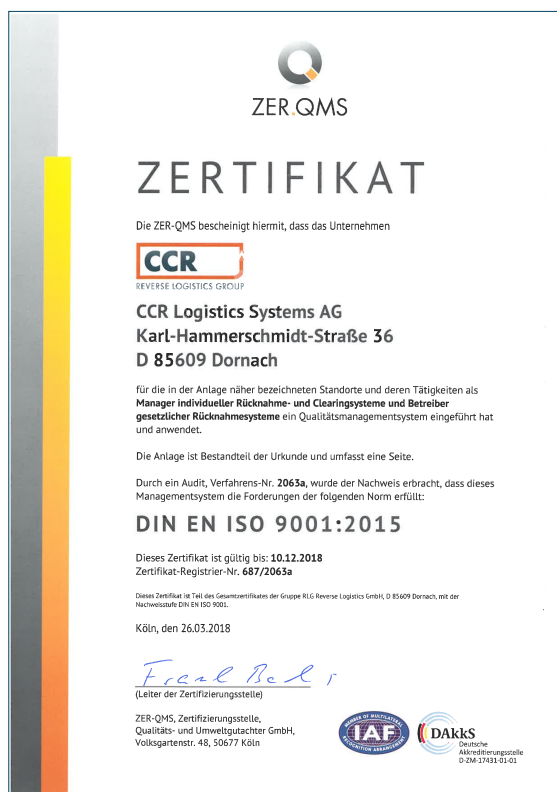 ZER.QMS
ZERTIFIKAT
Die ZER-QMS bescheinigt hiermit, dass das Unternehmen
CCR
REVERSE LOGISTICS GROUP
CCR Logistics Systems AG
Karl-Hammerschmidt-Straße 36
D 85609 Dornach
für die in der Anlage näher bezeichneten Standorte und deren Tätigkeiten als
Manager individueller Rücknahme- und Clearingsysteme und Betreiber
gesetzlicher Rücknahmesysteme ein Qualitätsmanagementsystem eingeführt hat
und anwendet.
Die Anlage ist Bestandteil der Urkunde und umfasst eine Seite.
Durch ein Audit, Verfahrens-Nr. 2063a, wurde der Nachweis erbracht, dass dieses
Managementsystem die Forderungen der folgenden Norm erfüllt:
DIN EN ISO 9001:2015
Dieses Zertifikat ist gültig bis: 10.12.2018
Zertifikat-Registrier-Nr. 687/2063a
Dieses Zertifikat ist Teil des Gesamtzertifikates der Gruppe RLG Reverse Logistics GmbH, D 85609 Dornach, mit der
Nachweisstufe DIN EN ISO 9001.
Köln, den 26.03.2018
(Leiter der Zertifizierungsstelle)
ZER-QMS, Zertifizierungsstelle,
Qualitäts- und Umweltgutachter GmbH,
Volksgartenstr. 48, 50677 Köln
MEMBER OF MULTILATERAL
IAF
RECOGNITION ARRANGEMENT
DAkkS
Deutsche
Akkreditierungsstelle
D-ZM-17431-01-01